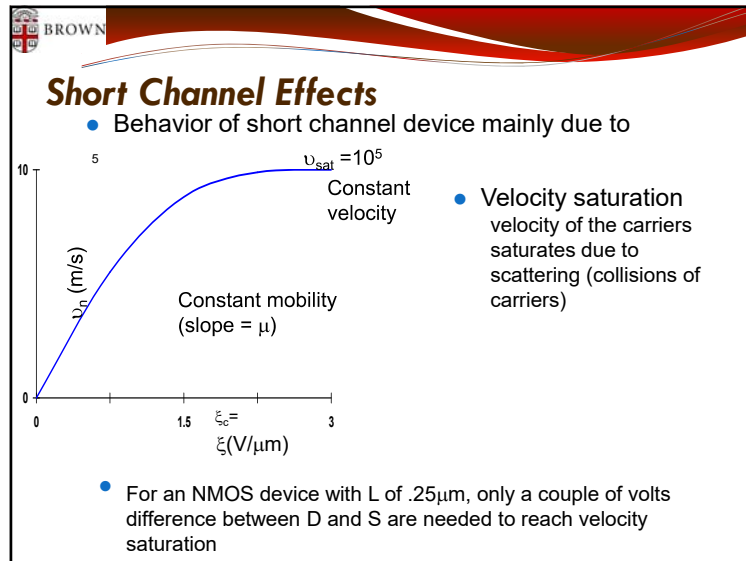 BROWN
Short Channel Effects
• Behavior of short channel device mainly due to
5
υsat =10⁵
10
Constant
velocity
υn (m/s)
Constant mobility
(slope = μ)
0
0
1.5
ξc=
3
ξ(V/μm)
• Velocity saturation
velocity of the carriers
saturates due to
scattering (collisions of
carriers)
• For an NMOS device with L of .25μm, only a couple of volts
difference between D and S are needed to reach velocity
saturation